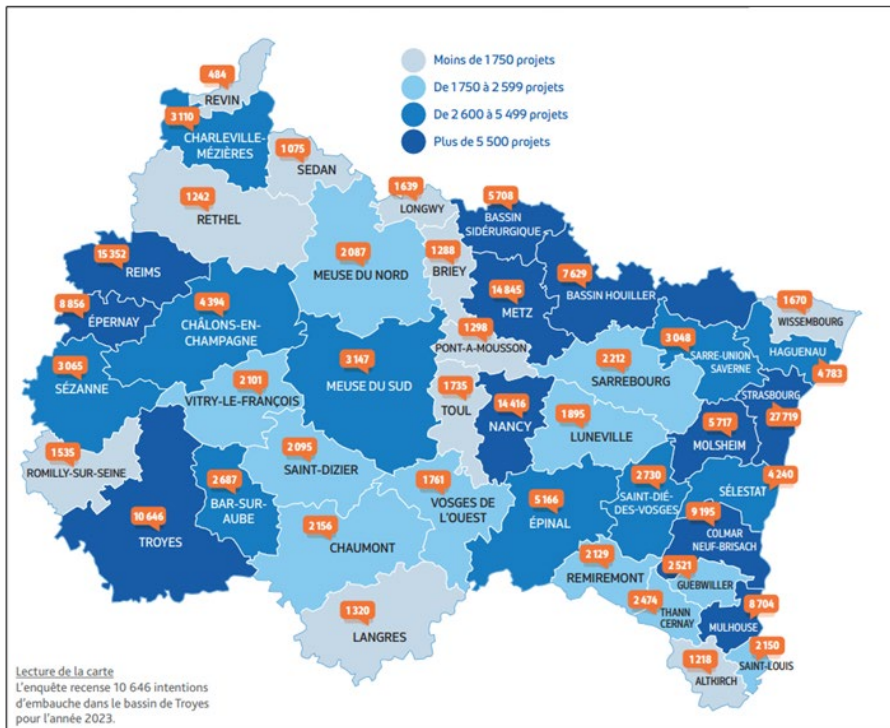 Moins de 1 750 projets
De 1 750 à 2 599 projets
De 2 600 à 5 499 projets
Plus de 5 500 projets
484
REVIN
3 110
CHARLEVILLE-
MÉZIÈRES
1 075
SEDAN
1 242
RETHEL
1 639
LONGWY
5 708
BASSIN
SIDÉRURGIQUE
15 352
REIMS
2 087
MEUSE DU NORD
1 288
BRIEY
14 845
METZ
7 629
BASSIN HOUILLER
1 670
WISSEMBOURG
8 856
ÉPERNAY
4 394
CHÂLONS-EN-
CHAMPAGNE
1 298
PONT-A-MOUSSON
3 048
SARRE-UNION
SAVERNE
HAGUENAU
4 783
3 065
SÉZANNE
2 101
VITRY-LE-FRANÇOIS
3 147
MEUSE DU SUD
2 212
SARREBOURG
1 735
TOUL
14 416
NANCY
1 895
LUNEVILLE
STRASBOURG
27 719
5 717
MOLSHEIM
1 535
ROMILLY-SUR-SEINE
2 095
SAINT-DIZIER
2 687
BAR-SUR-
AUBE
1 761
VOSGES DE
L'OUEST
5 166
ÉPINAL
2 730
SAINT-DIÉ-
DES-VOSGES
4 240
SÉLESTAT
10 646
TROYES
2 156
CHAUMONT
9 195
COLMAR
NEUF-BRISACH
2 129
REMIREMONT
2 521
GUEBWILLER
2 474
THANN
CERNAY
8 704
MULHOUSE
1 320
LANGRES
2 150
SAINT-LOUIS
1 218
ALTKIRCH
Lecture de la carte
L'enquête recense 10 646 intentions
d'embauche dans le bassin de Troyes
pour l'année 2023.